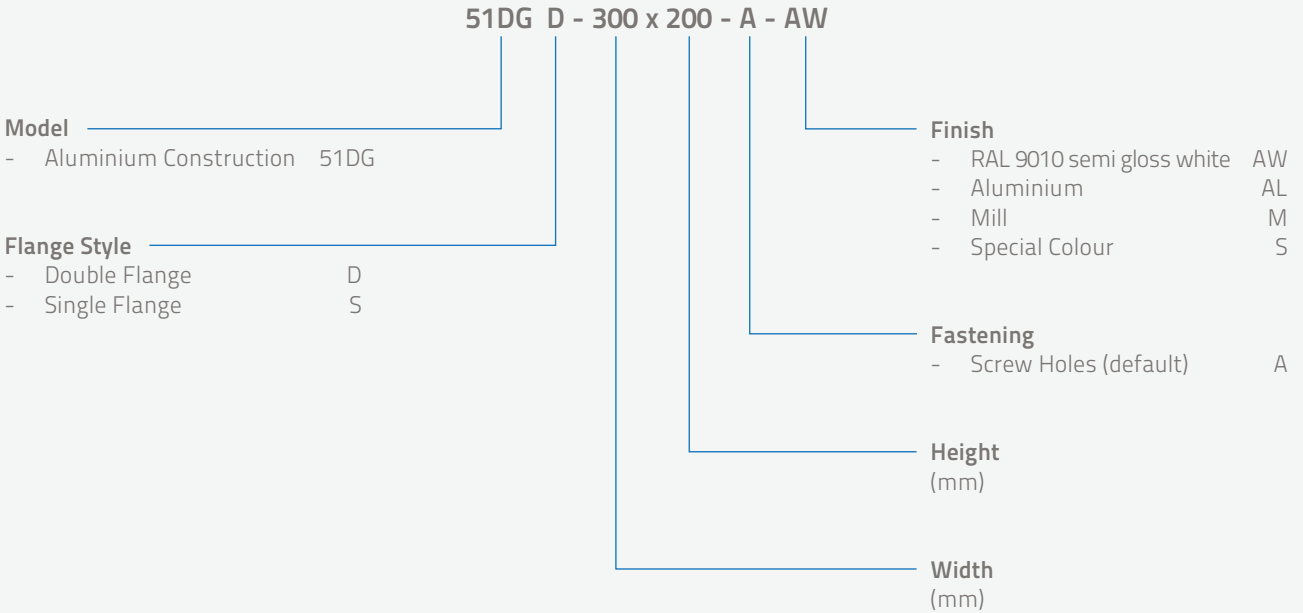 51DG D - 300 x 200 - A - AW
Model
- Aluminium Construction 51DG
Flange Style
- Double Flange D
- Single Flange S
Finish
- RAL 9010 semi gloss white AW
- Aluminium AL
- Mill M
- Special Colour S
Fastening
- Screw Holes (default) A
Height
(mm)
Width
(mm)